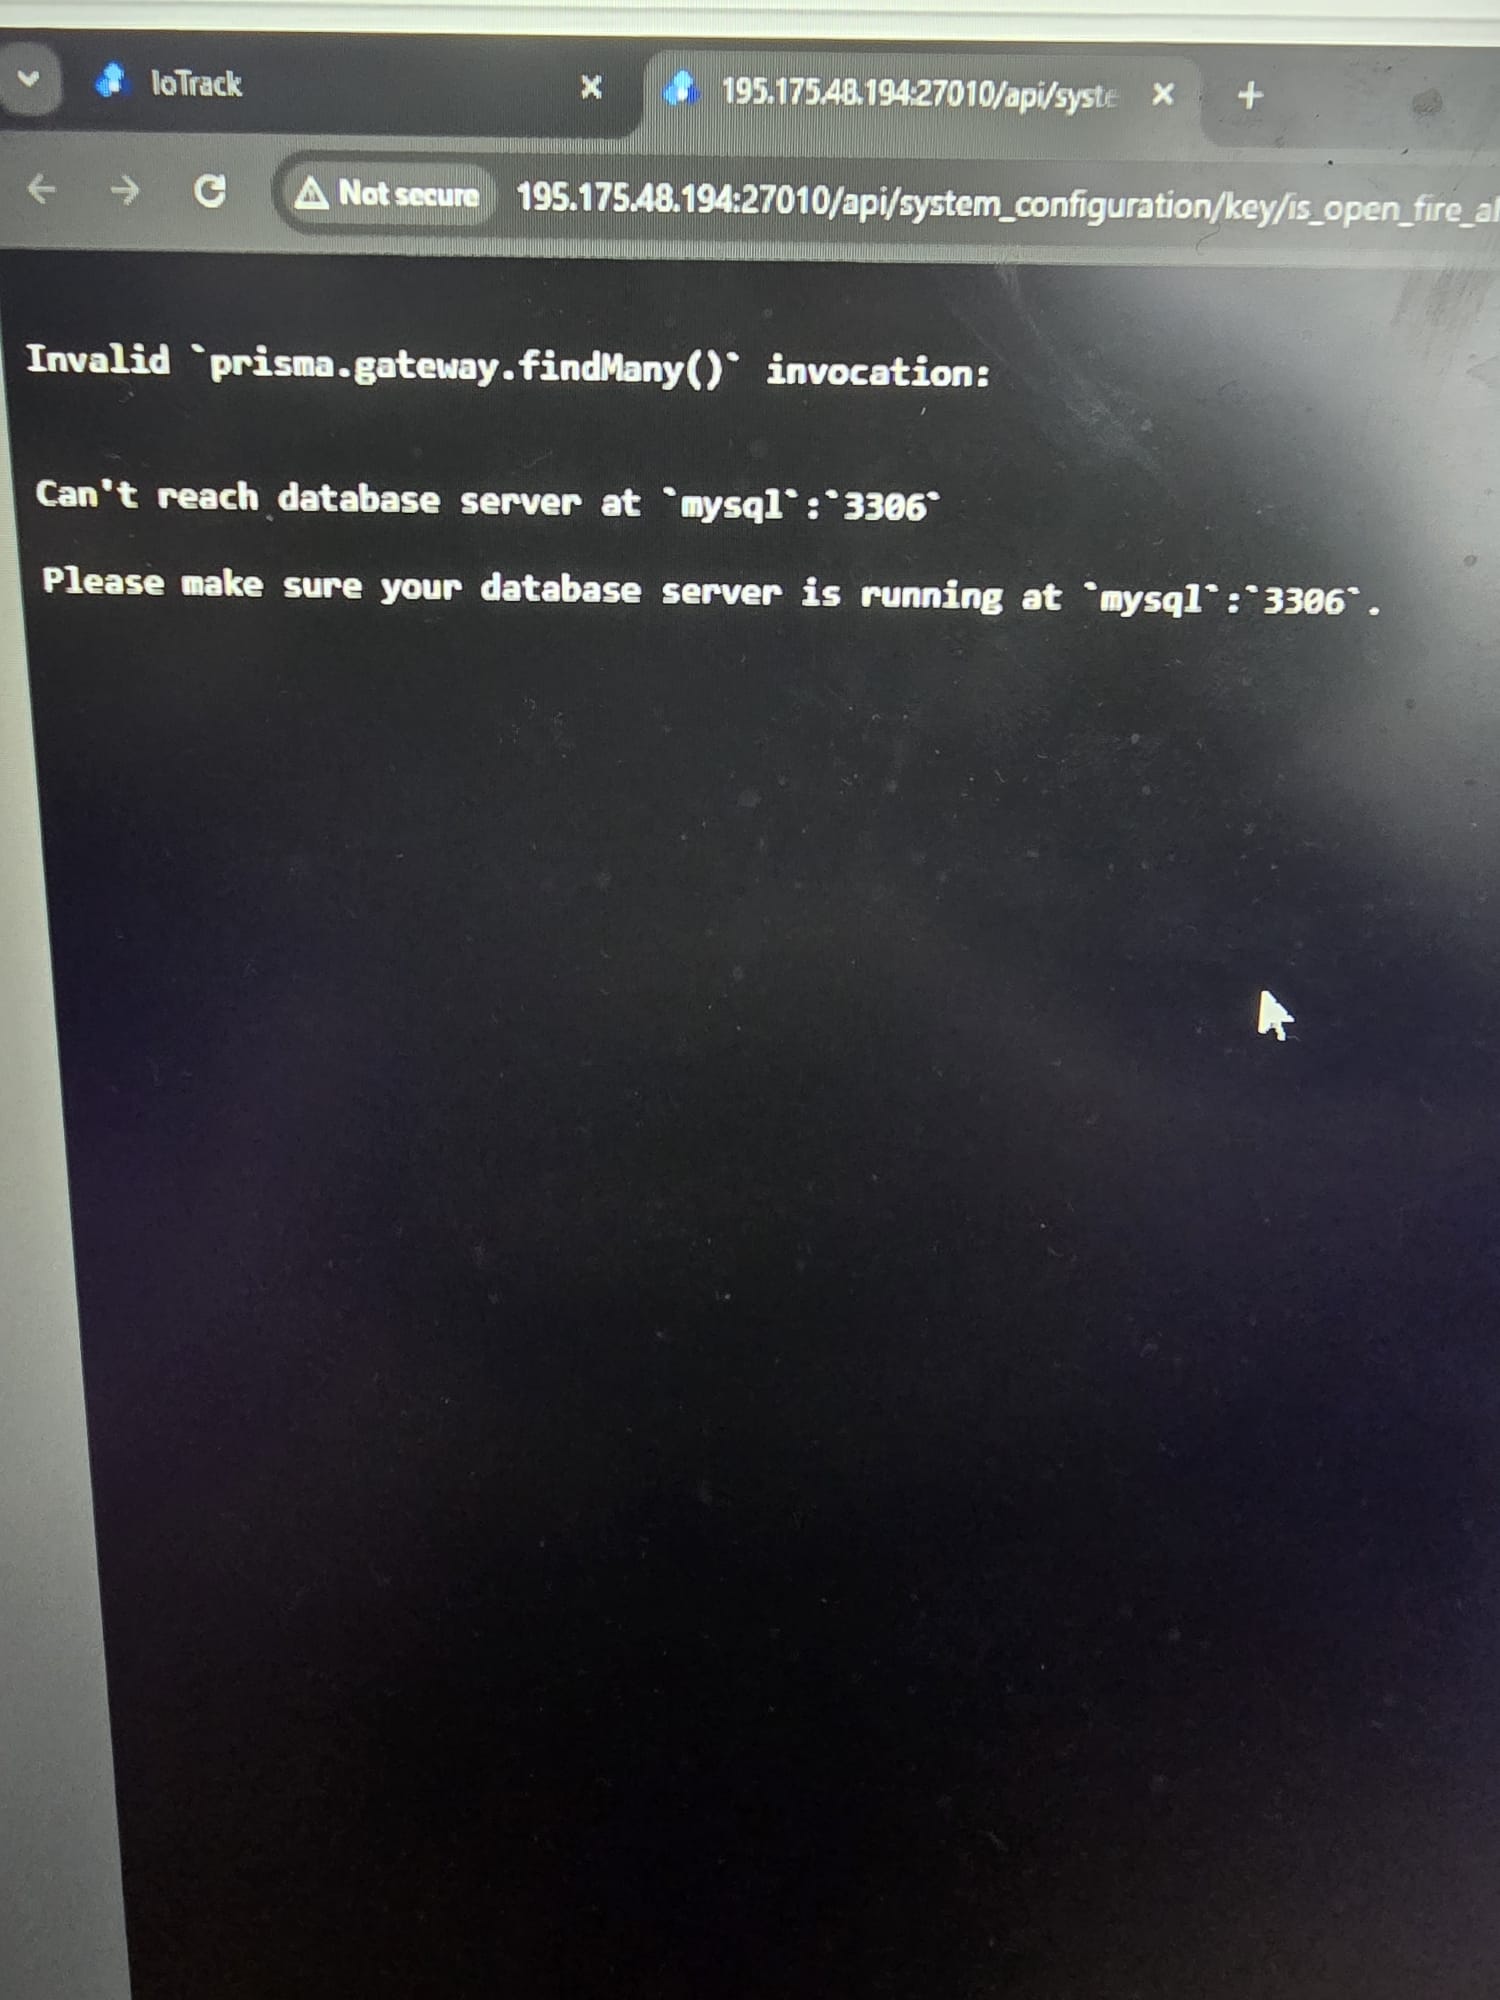 IoTrack
195.175.48.194:27010/api/syste
Not secure
195.175.48.194:27010/api/system_configuration/key/is_open_fire_al
Invalid `prisma.gateway.findMany()` invocation:
Can't reach database server at `mysql`:`3306`
Please make sure your database server is running at `mysql`:`3306`.